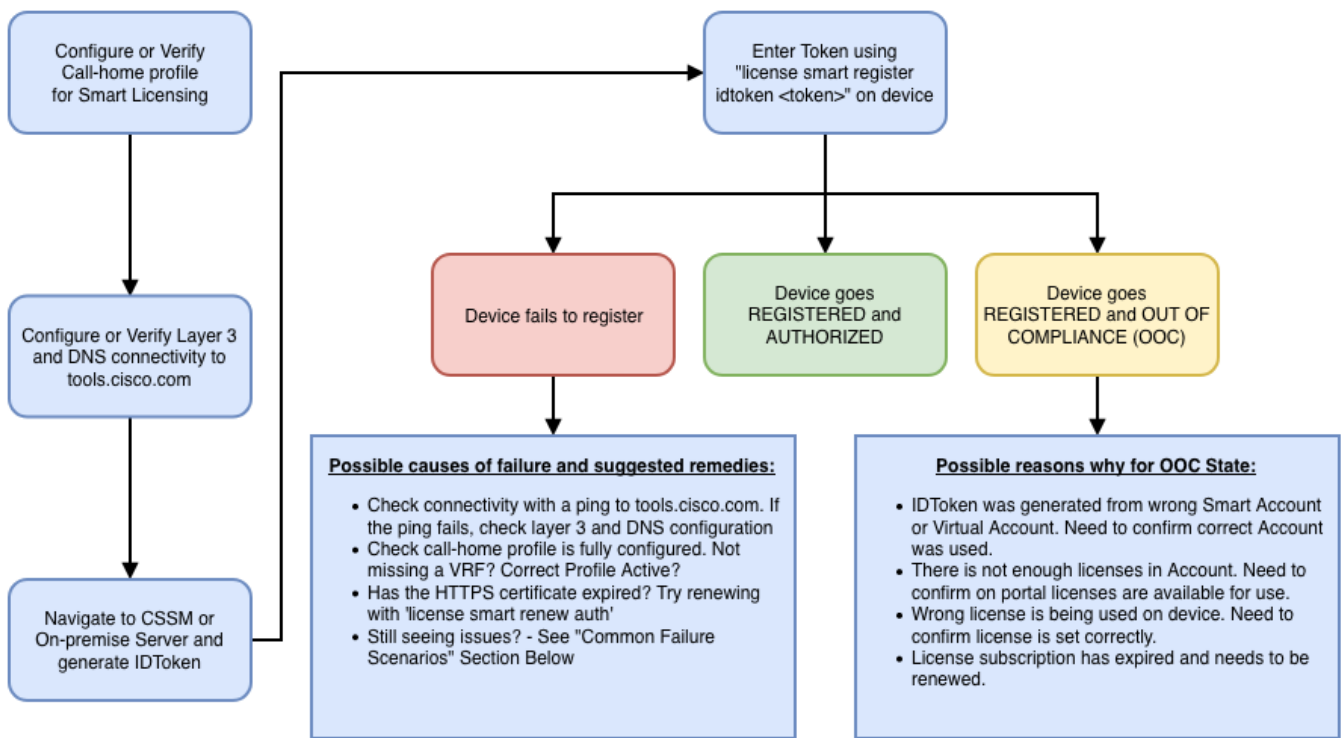 Configure or Verify
Call-home profile
for Smart Licensing
Configure or Verify Layer 3
and DNS connectivity to
tools.cisco.com
Navigate to CSSM or
On-premise Server and
generate IDToken
Enter Token using
"license smart register
idtoken <token>" on device
Device fails to register
Device goes
REGISTERED and
AUTHORIZED
Device goes
REGISTERED and OUT OF
COMPLIANCE (OOC)
Possible causes of failure and suggested remedies:
• Check connectivity with a ping to tools.cisco.com. If
the ping fails, check layer 3 and DNS configuration
• Check call-home profile is fully configured. Not
missing a VRF? Correct Profile Active?
• Has the HTTPS certificate expired? Try renewing
with 'license smart renew auth'
• Still seeing issues? - See "Common Failure
Scenarios" Section Below
Possible reasons why for OOC State:
• IDToken was generated from wrong Smart Account
or Virtual Account. Need to confirm correct Account
was used.
• There is not enough licenses in Account. Need to
confirm on portal licenses are available for use.
• Wrong license is being used on device. Need to
confirm license is set correctly.
• License subscription has expired and needs to be
renewed.